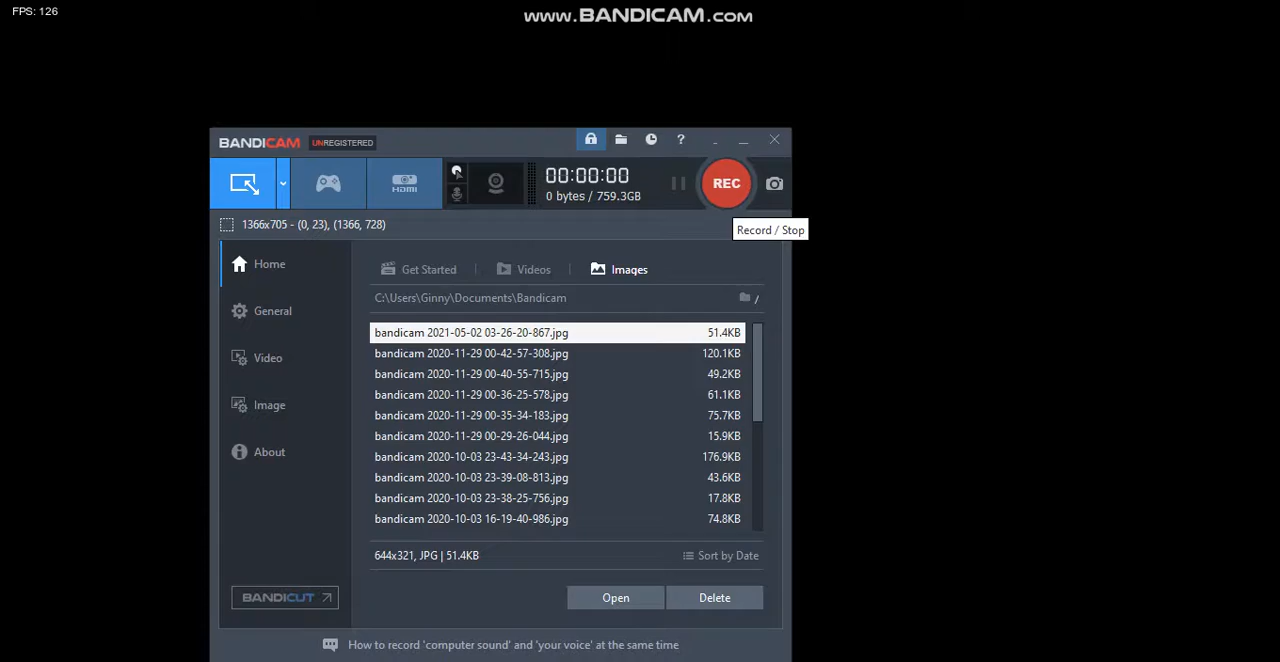 FPS: 126
www.BANDICAM.com
BANDICAM UNREGISTERED ?
HDMI
00:00:00
0 bytes / 759.3GB
REC
1366x705 - (0, 23), (1366, 728)
Record / Stop
Home
General
Video
Image
About
BANDICUT
Get Started
Videos
Images
C:\Users\Ginny\Documents\Bandicam
/
bandicam 2021-05-02 03-26-20-867.jpg 51.4KB
bandicam 2020-11-29 00-42-57-308.jpg 120.1KB
bandicam 2020-11-29 00-40-55-715.jpg 49.2KB
bandicam 2020-11-29 00-36-25-578.jpg 61.1KB
bandicam 2020-11-29 00-35-34-183.jpg 75.7KB
bandicam 2020-11-29 00-29-26-044.jpg 15.9KB
bandicam 2020-10-03 23-43-34-243.jpg 176.9KB
bandicam 2020-10-03 23-39-08-813.jpg 43.6KB
bandicam 2020-10-03 23-38-25-756.jpg 17.8KB
bandicam 2020-10-03 16-19-40-986.jpg 74.8KB
644x321, JPG | 51.4KB
Sort by Date
Open
Delete
How to record 'computer sound' and 'your voice' at the same time